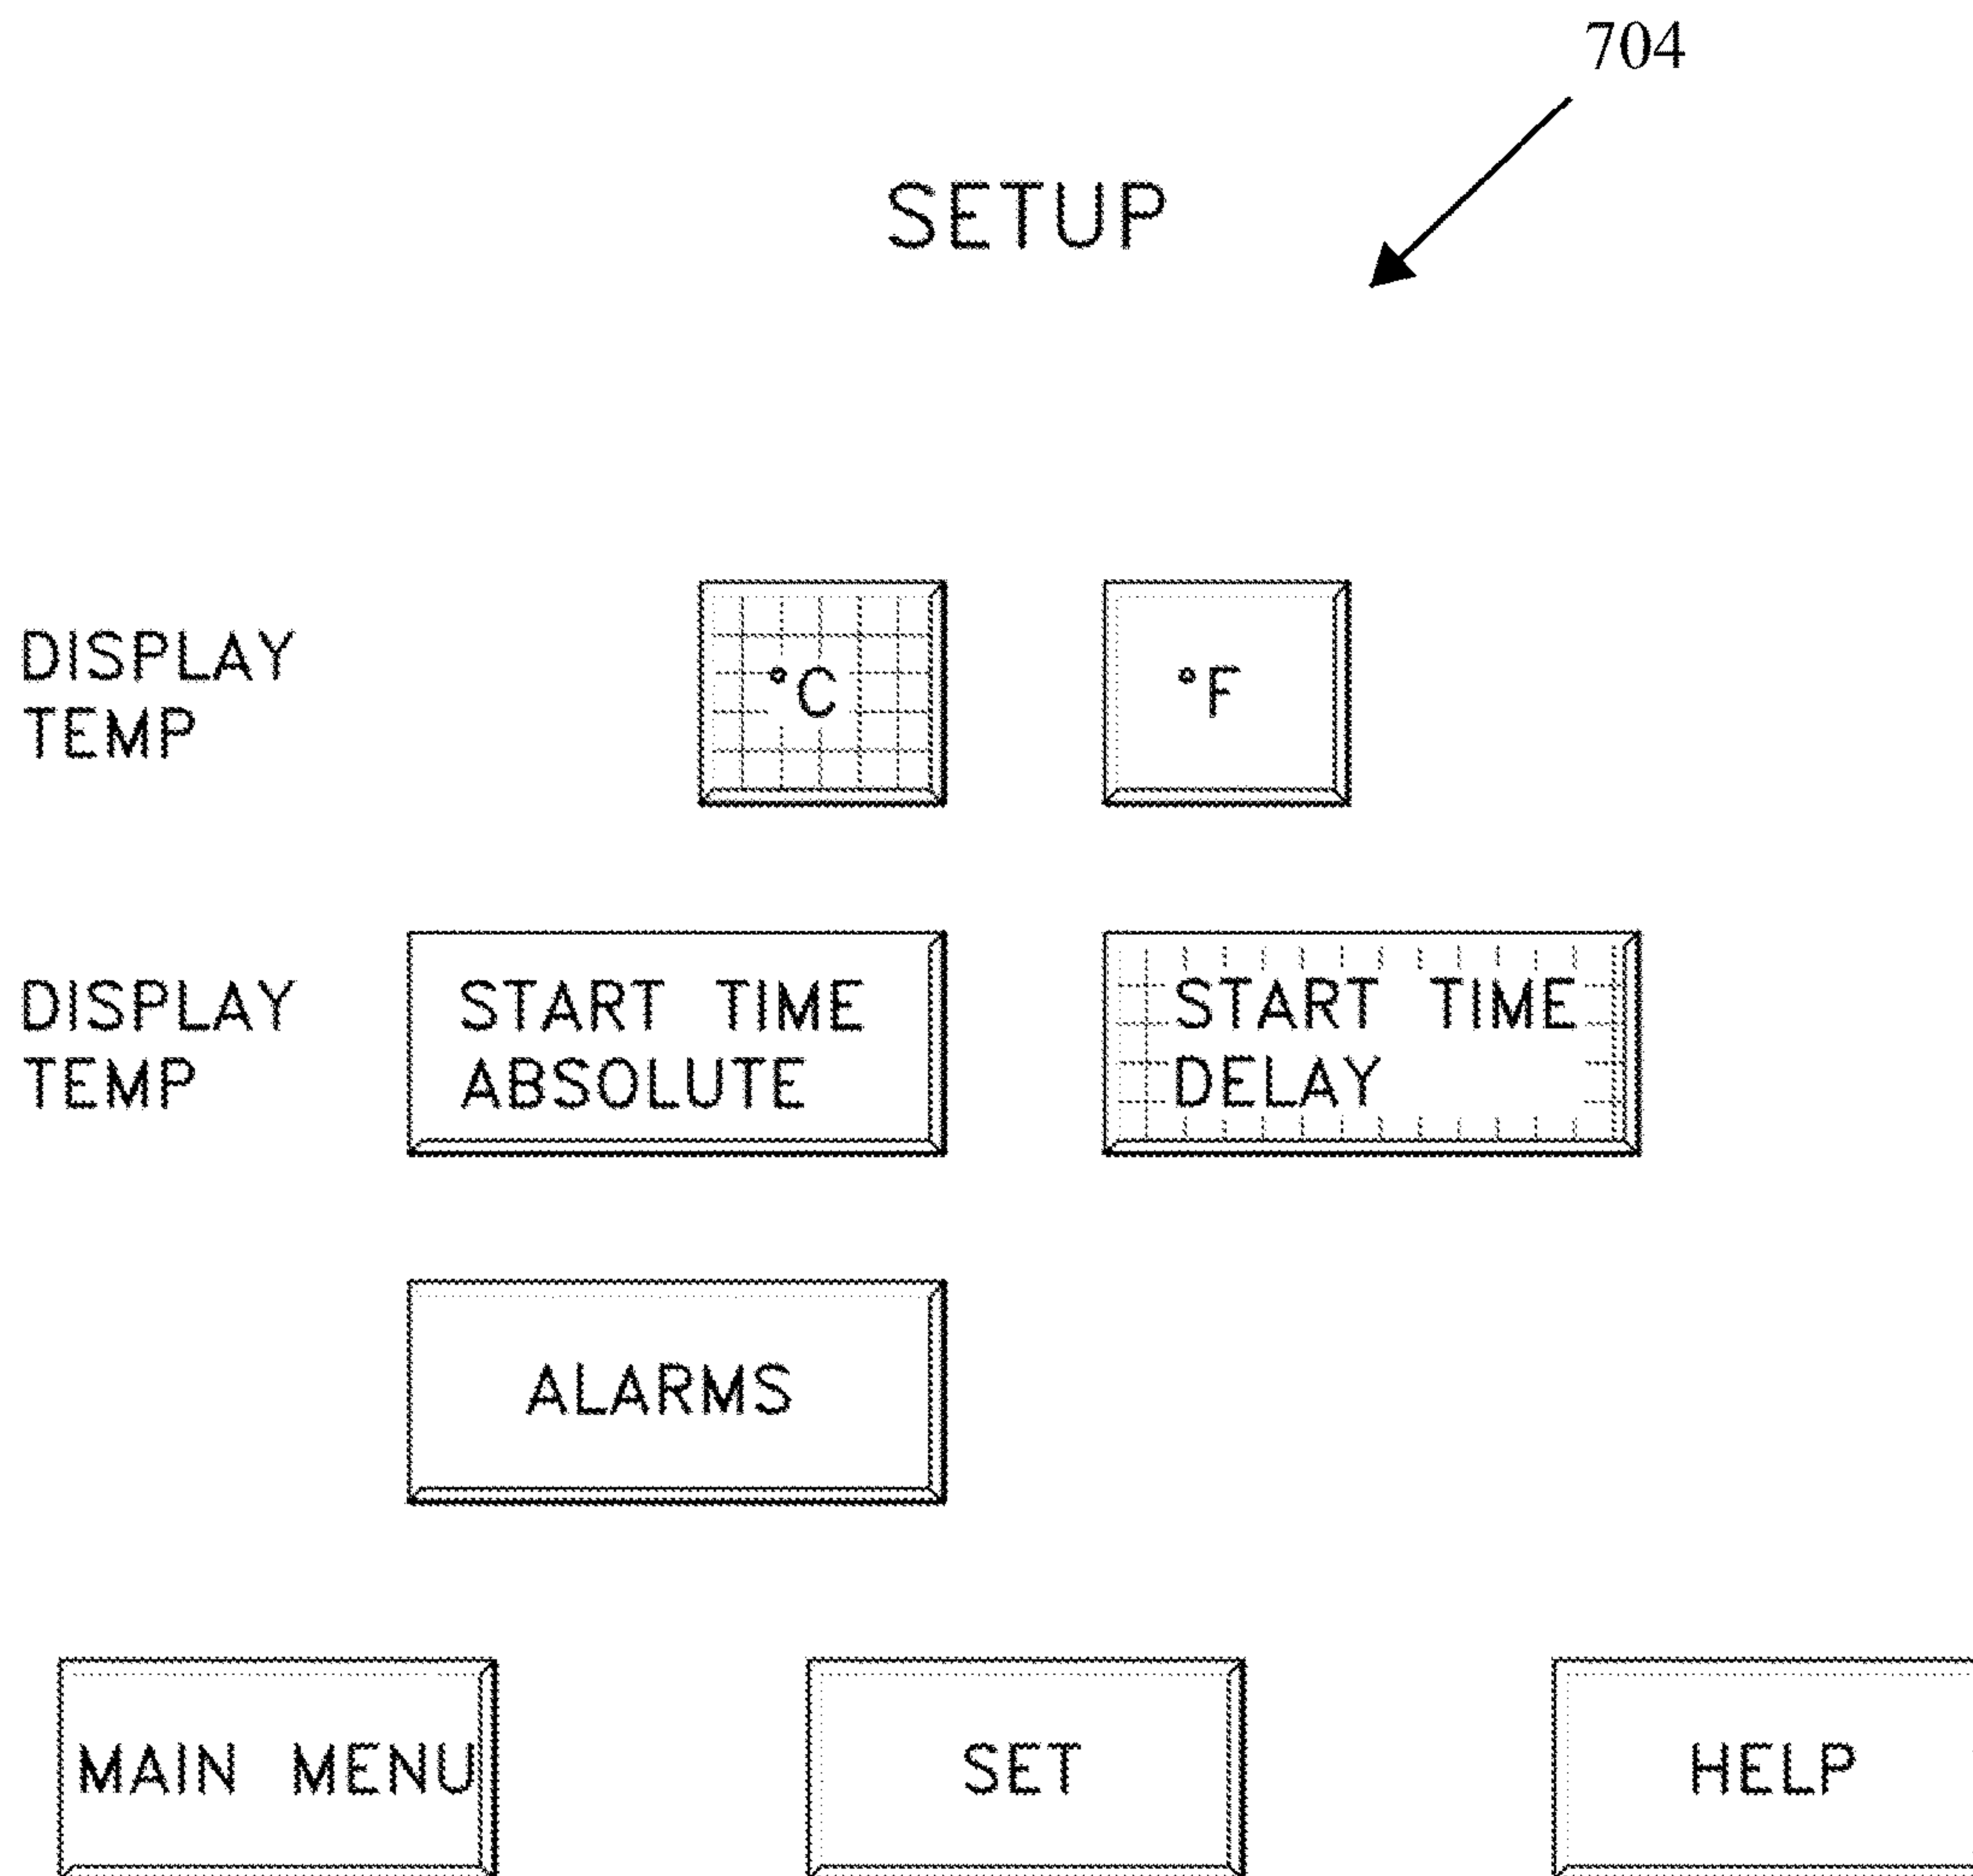 704
SETUP
DISPLAY
TEMP
°C
°F
DISPLAY
TEMP
START TIME
ABSOLUTE
START TIME
DELAY
ALARMS
MAIN MENU
SET
HELP